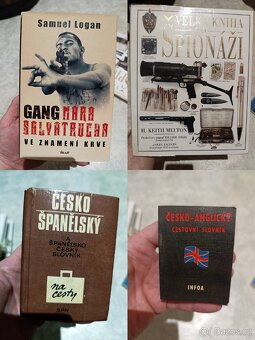 Samuel Logan
GANG MARA
SALVATRUCHA
VE ZNAMENÍ KRVE
VELKÁ KNIHA
ŠPIONÁŽI
H. KEITH MELTON
ČESKO
ŠPANĚLSKÝ
A
ŠPANĚLSKO
ČESKÝ
SLOVNÍK
na
cesty
SPN
ČESKO-ANGLICKÝ
CESTOVNÍ SLOVNÍK
INFOA